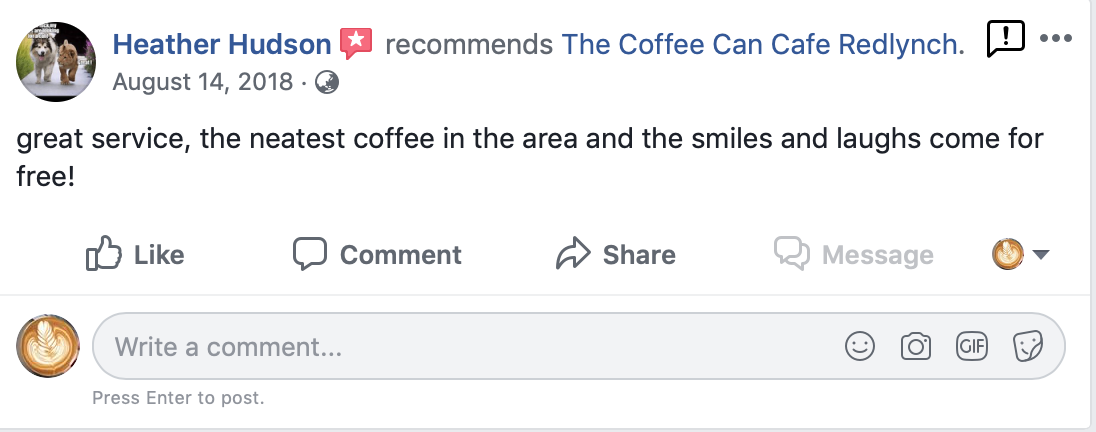 Heather Hudson recommends The Coffee Can Cafe Redlynch.
August 14, 2018 ·
great service, the neatest coffee in the area and the smiles and laughs come for
free!
Like Comment Share Message
Write a comment... GIF
Press Enter to post.